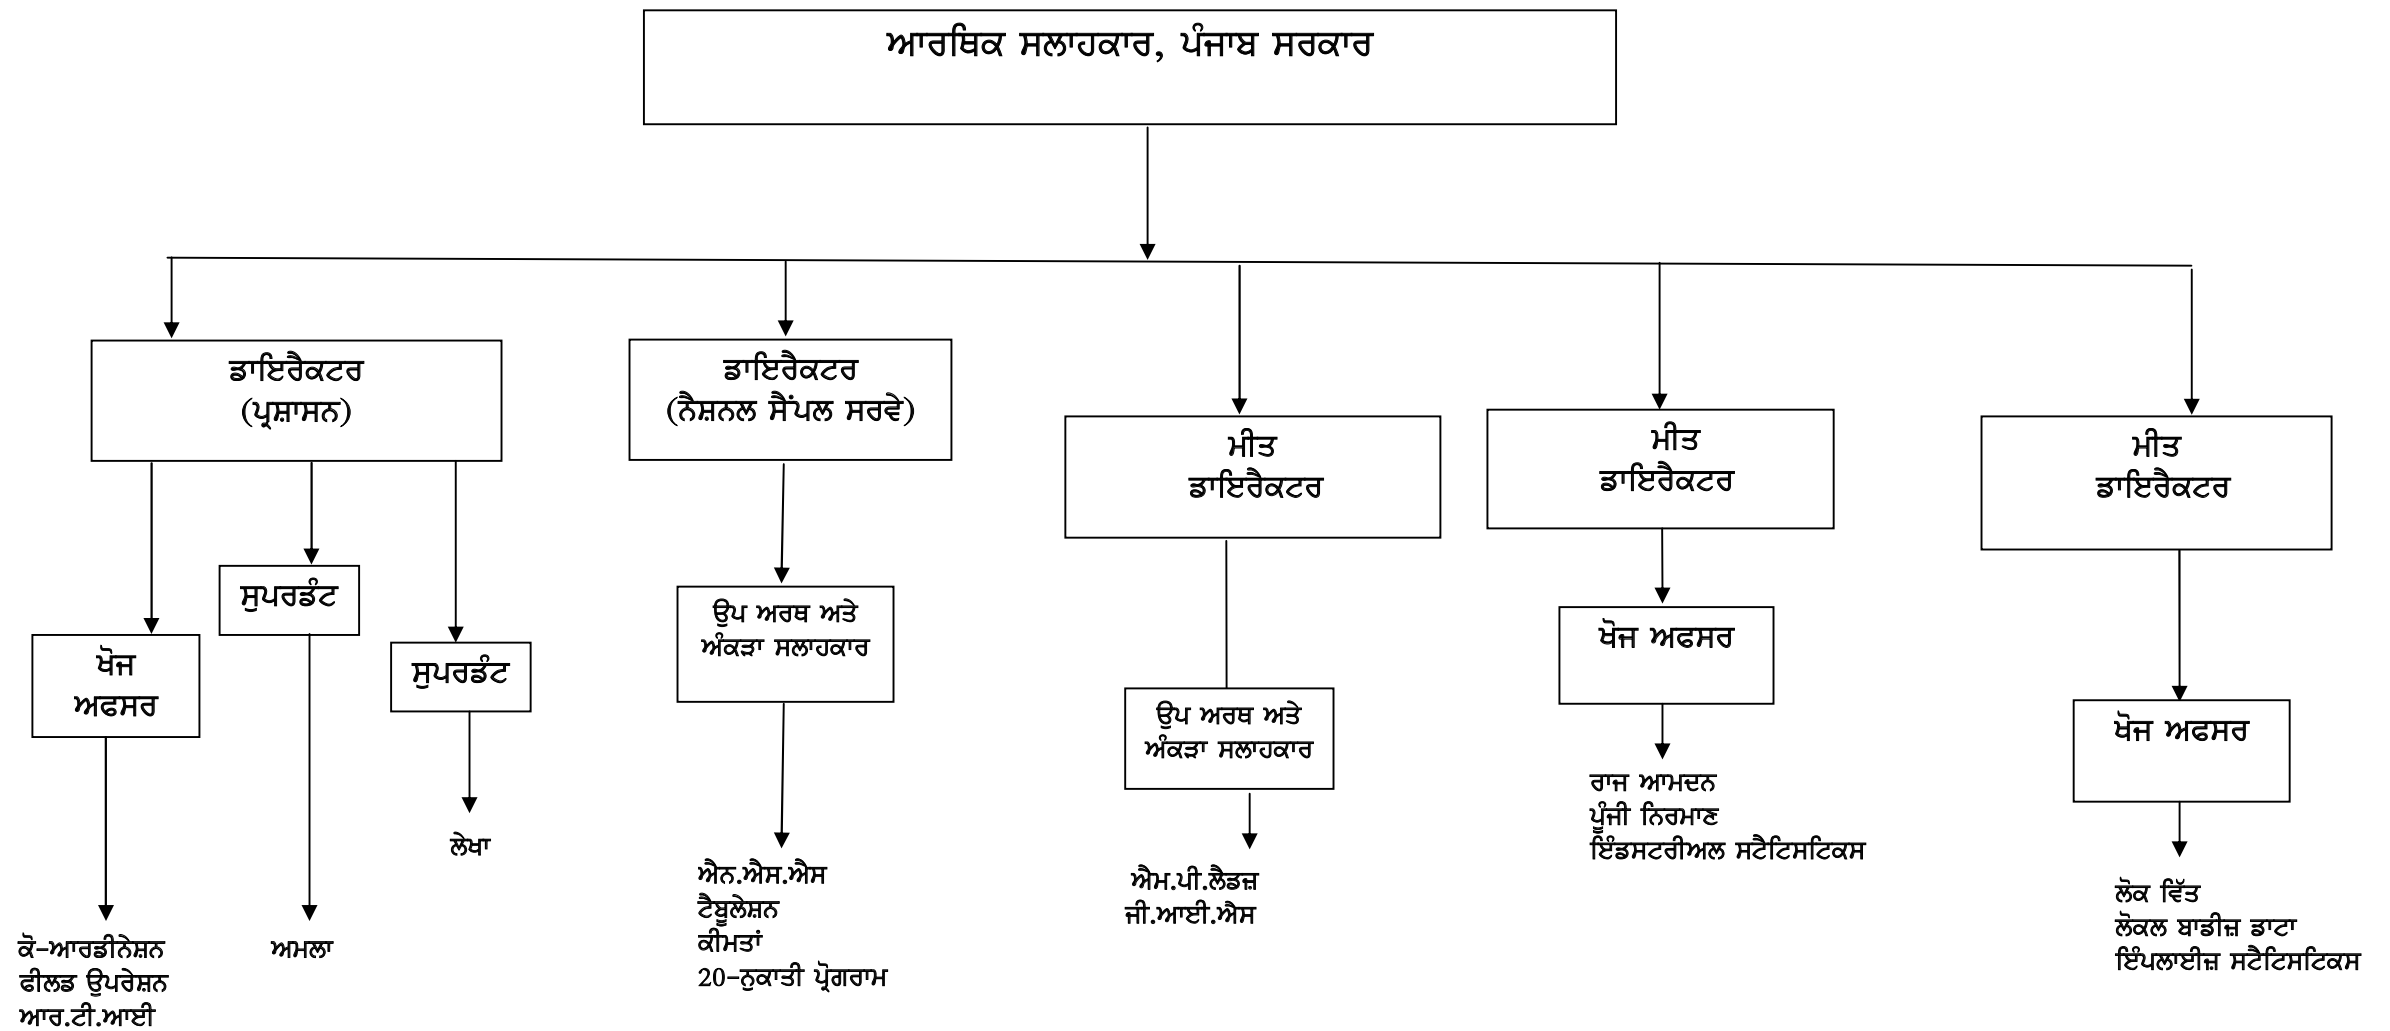 ਆਰਥਿਕ ਸਲਾਹਕਾਰ, ਪੰਜਾਬ ਸਰਕਾਰ
ਡਾਇਰੈਕਟਰ
(ਪ੍ਰਸ਼ਾਸਨ)
ਡਾਇਰੈਕਟਰ
(ਨੈਸ਼ਨਲ ਸੈਂਪਲ ਸਰਵੇ)
ਮੀਤ
ਡਾਇਰੈਕਟਰ
ਮੀਤ
ਡਾਇਰੈਕਟਰ
ਮੀਤ
ਡਾਇਰੈਕਟਰ
ਖੋਜ
ਅਫਸਰ
ਸੁਪਰਡੰਟ
ਸੁਪਰਡੰਟ
ਉਪ ਅਰਥ ਅਤੇ
ਅੰਕੜਾ ਸਲਾਹਕਾਰ
ਉਪ ਅਰਥ ਅਤੇ
ਅੰਕੜਾ ਸਲਾਹਕਾਰ
ਖੋਜ ਅਫਸਰ
ਖੋਜ ਅਫਸਰ
ਕੋ-ਆਰਡੀਨੇਸ਼ਨ
ਫੀਲਡ ਉਪਰੇਸ਼ਨ
ਆਰ.ਟੀ.ਆਈ
ਅਮਲਾ
ਲੇਖਾ
ਐਨ.ਐਸ.ਐਸ
ਟੈਬੂਲੇਸ਼ਨ
ਕੀਮਤਾਂ
20-ਨੁਕਾਤੀ ਪ੍ਰੋਗਰਾਮ
ਐਮ.ਪੀ.ਲੈਡਜ਼
ਜੀ.ਆਈ.ਐਸ
ਰਾਜ ਆਮਦਨ
ਪੂੰਜੀ ਨਿਰਮਾਣ
ਇੰਡਸਟਰੀਅਲ ਸਟੈਟਿਸਟਿਕਸ
ਲੋਕ ਵਿੱਤ
ਲੋਕਲ ਬਾਡੀਜ਼ ਡਾਟਾ
ਇੰਪਲਾਈਜ਼ ਸਟੈਟਿਸਟਿਕਸ